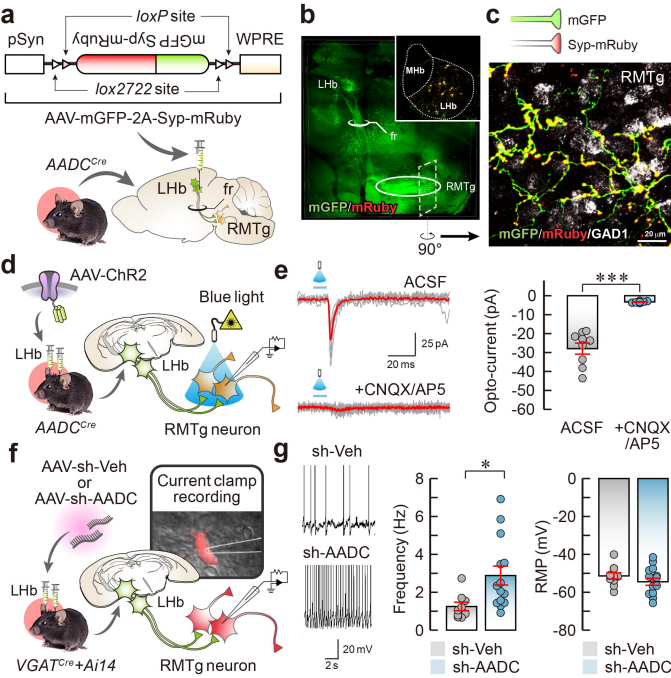 a
loxP site
pSyn
mGFP Syp-mRuby
WPRE
lox2722 site
AAV-mGFP-2A-Syp-mRuby
AADCCre
LHb
fr
RMTg
b
LHb
MHb
LHb
fr
RMTg
mGFP/mRuby
90°
c
mGFP
Syp-mRuby
RMTg
mGFP/mRuby/GAD1
20 μm
d
AAV-ChR2
Blue light
LHb
LHb
AADCCre
RMTg neuron
e
ACSF
25 pA
20 ms
+CNQX/AP5
***
Opto-current (pA)
0
-10
-20
-30
-40
-50
-60
ACSF
+CNQX
/AP5
f
AAV-sh-Veh
or
AAV-sh-AADC
Current clamp
recording
LHb
LHb
VGATCre+Ai14
RMTg neuron
g
sh-Veh
sh-AADC
20 mV
2 s
Frequency (Hz)
8
6
4
2
0
*
sh-Veh
sh-AADC
RMP (mV)
0
-20
-40
-60
-80
sh-Veh
sh-AADC